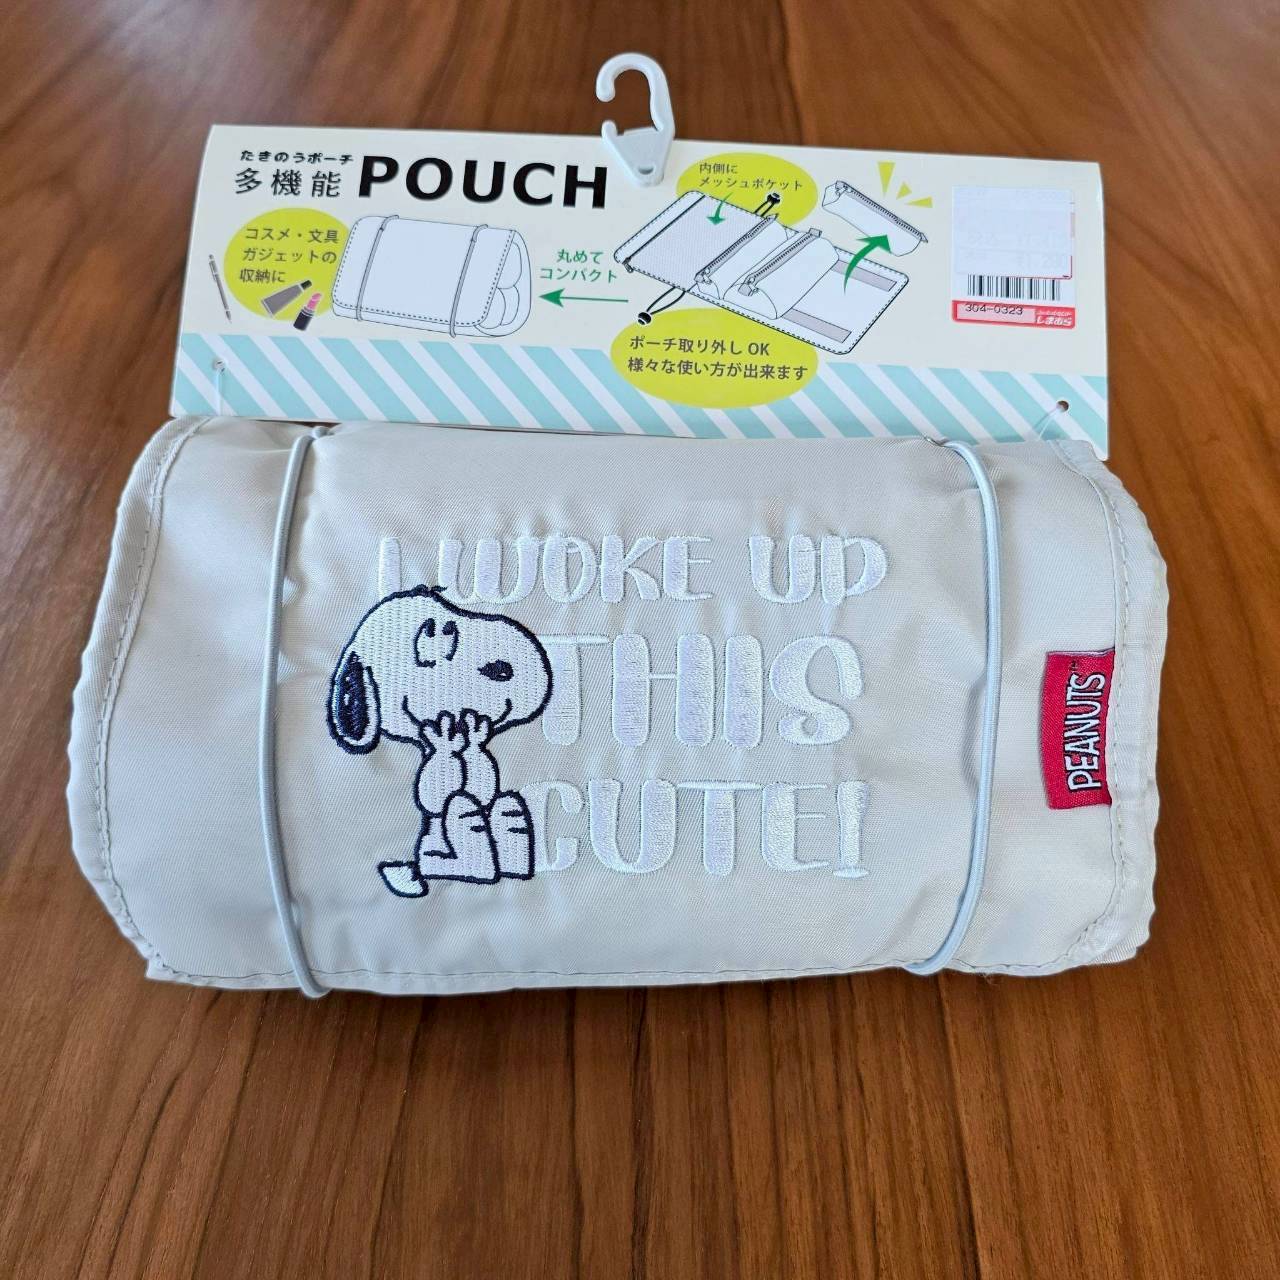 たきのうポーチ
多機能 POUCH
コスメ・文具
ガジェットの
収納に
丸めて
コンパクト
内側に
メッシュポケット
ポーチ取り外しOK
様々な使い方が出来ます
304-0323
I WOKE UP
THIS
CUTE!
PEANUTS™